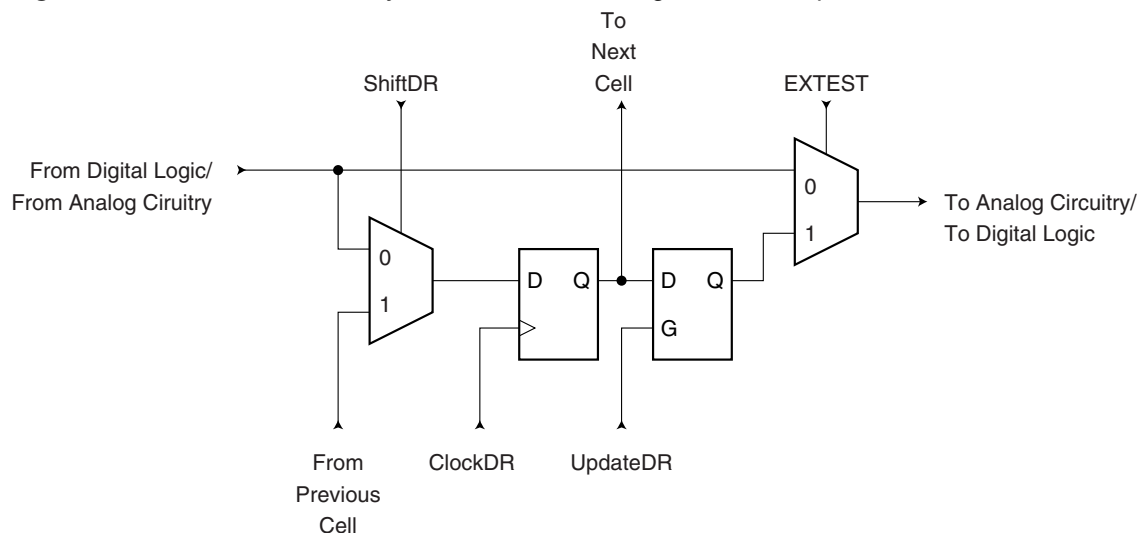 To
Next
Cell
ShiftDR
EXTEST
From Digital Logic/
From Analog Ciruitry
0
1
To Analog Circuitry/
To Digital Logic
0
1
D Q
D Q
G
From
Previous
Cell
ClockDR
UpdateDR